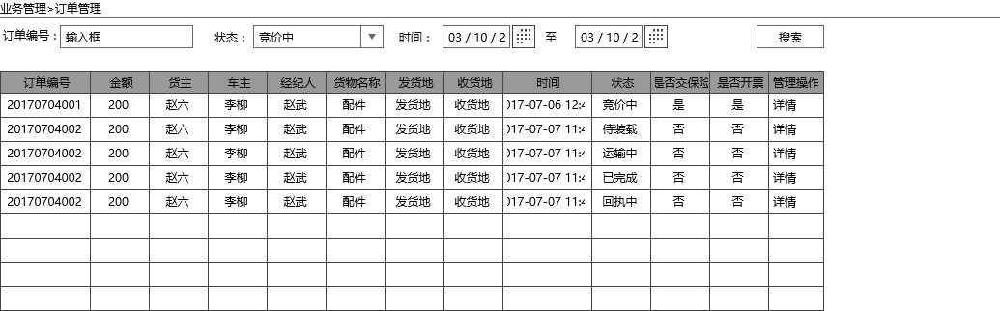 业务管理>订单管理
订单编号： 输入框 状态： 竞价中 时间： 03 / 10 / 2 至 03 / 10 / 2 搜索
订单编号 金额 货主 车主 经纪人 货物名称 发货地 收货地 时间 状态 是否交保险 是否开票 管理操作
20170704001 200 赵六 李柳 赵武 配件 发货地 收货地 017-07-06 12:4 竞价中 是 是 详情
20170704002 200 赵六 李柳 赵武 配件 发货地 收货地 017-07-07 11:4 待装载 否 否 详情
20170704002 200 赵六 李柳 赵武 配件 发货地 收货地 017-07-07 11:4 运输中 否 否 详情
20170704002 200 赵六 李柳 赵武 配件 发货地 收货地 017-07-07 11:4 已完成 否 否 详情
20170704002 200 赵六 李柳 赵武 配件 发货地 收货地 017-07-07 11:4 回执中 否 否 详情